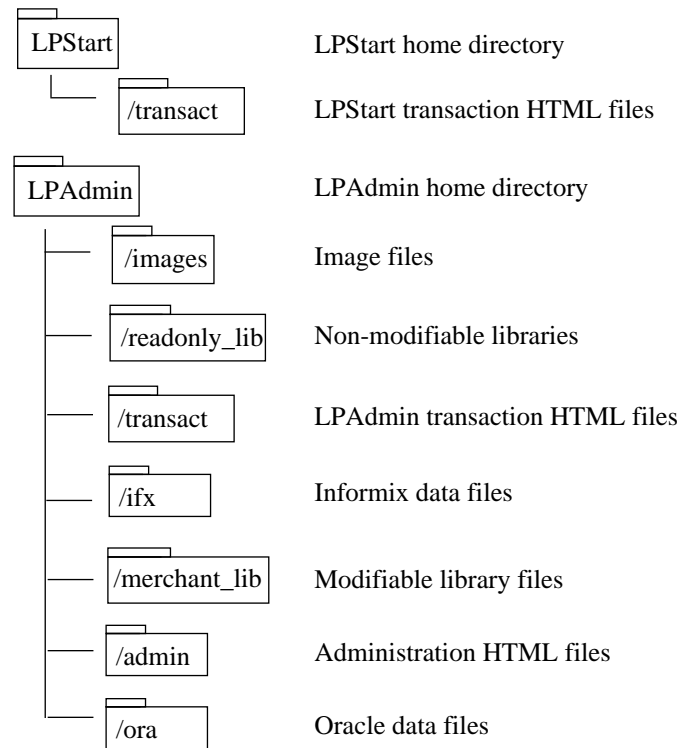 LPStart LPStart home directory
/transact LPStart transaction HTML files
LPAdmin LPAdmin home directory
/images Image files
/readonly_lib Non-modifiable libraries
/transact LPAdmin transaction HTML files
/ifx Informix data files
/merchant_lib Modifiable library files
/admin Administration HTML files
/ora Oracle data files